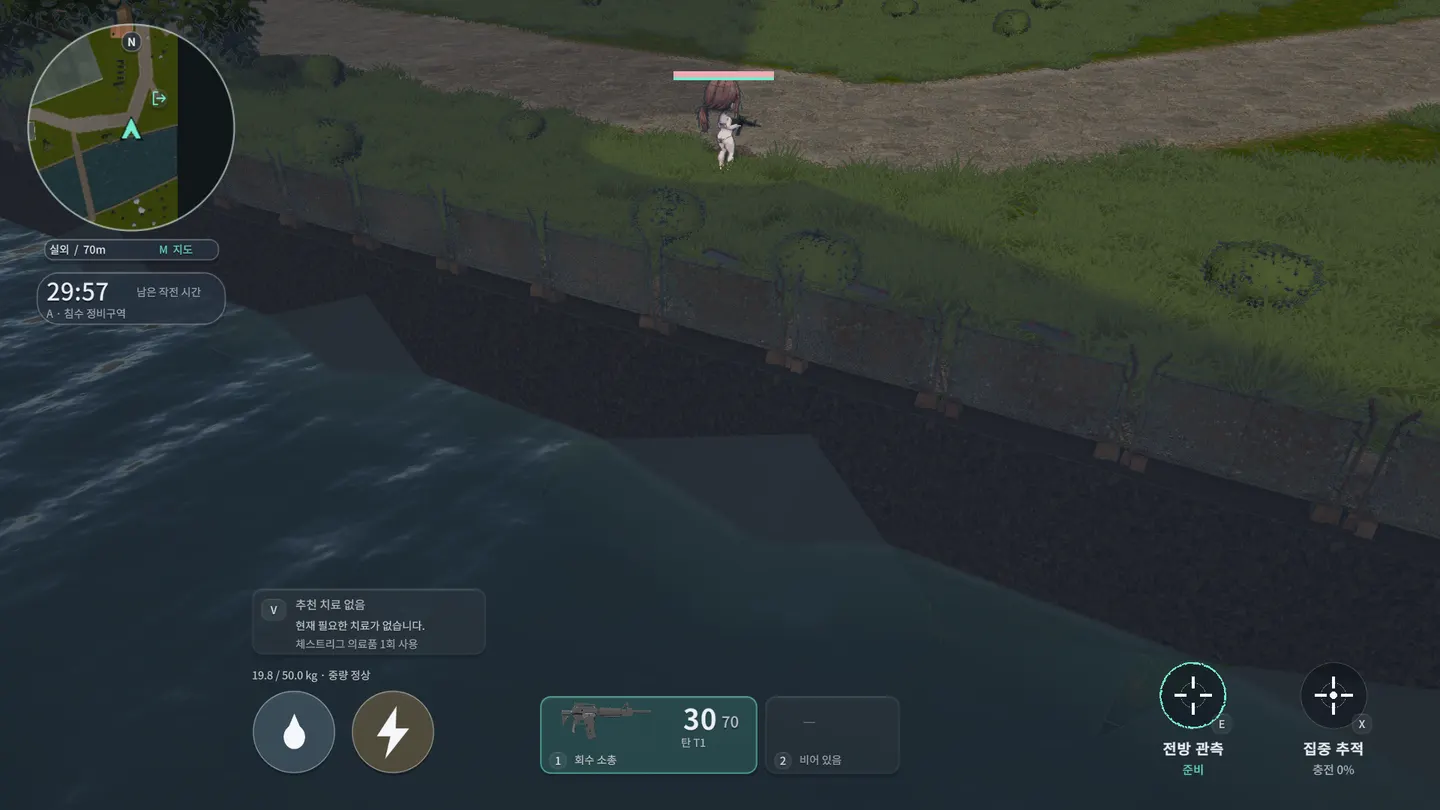 N
실외 / 70m
M 지도
29:57
남은 작전 시간
A · 침수 정비구역
V
추천 치료 없음
현재 필요한 치료가 없습니다.
체스트리그 의료품 1회 사용
19.8 / 50.0 kg · 중량 정상
30 70
탄 T1
1 회수 소총
—
2 비어 있음
E
전방 관측
준비
X
집중 추적
충전 0%